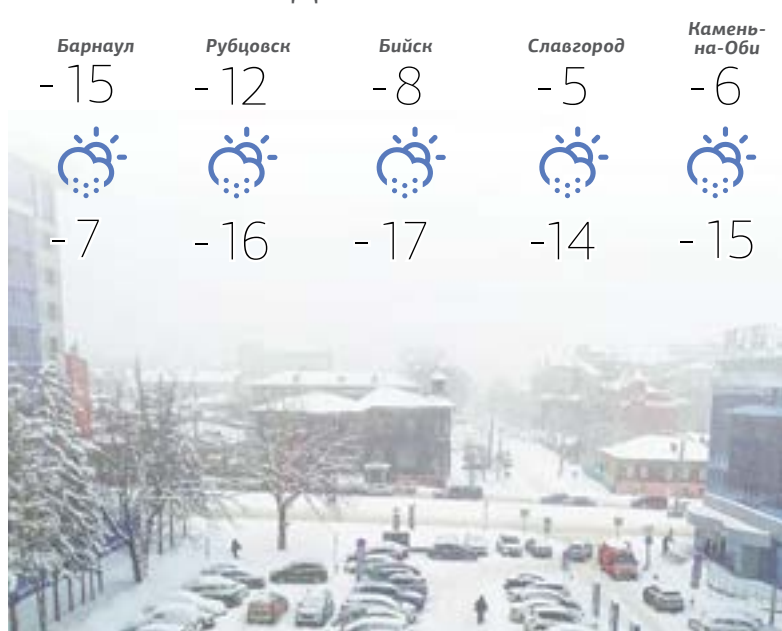 Барнаул Рубцовск Бийск Славгород Камень-
на-Оби
- 15 - 12 - 8 - 5 - 6
- 7 - 16 - 17 -14 - 15